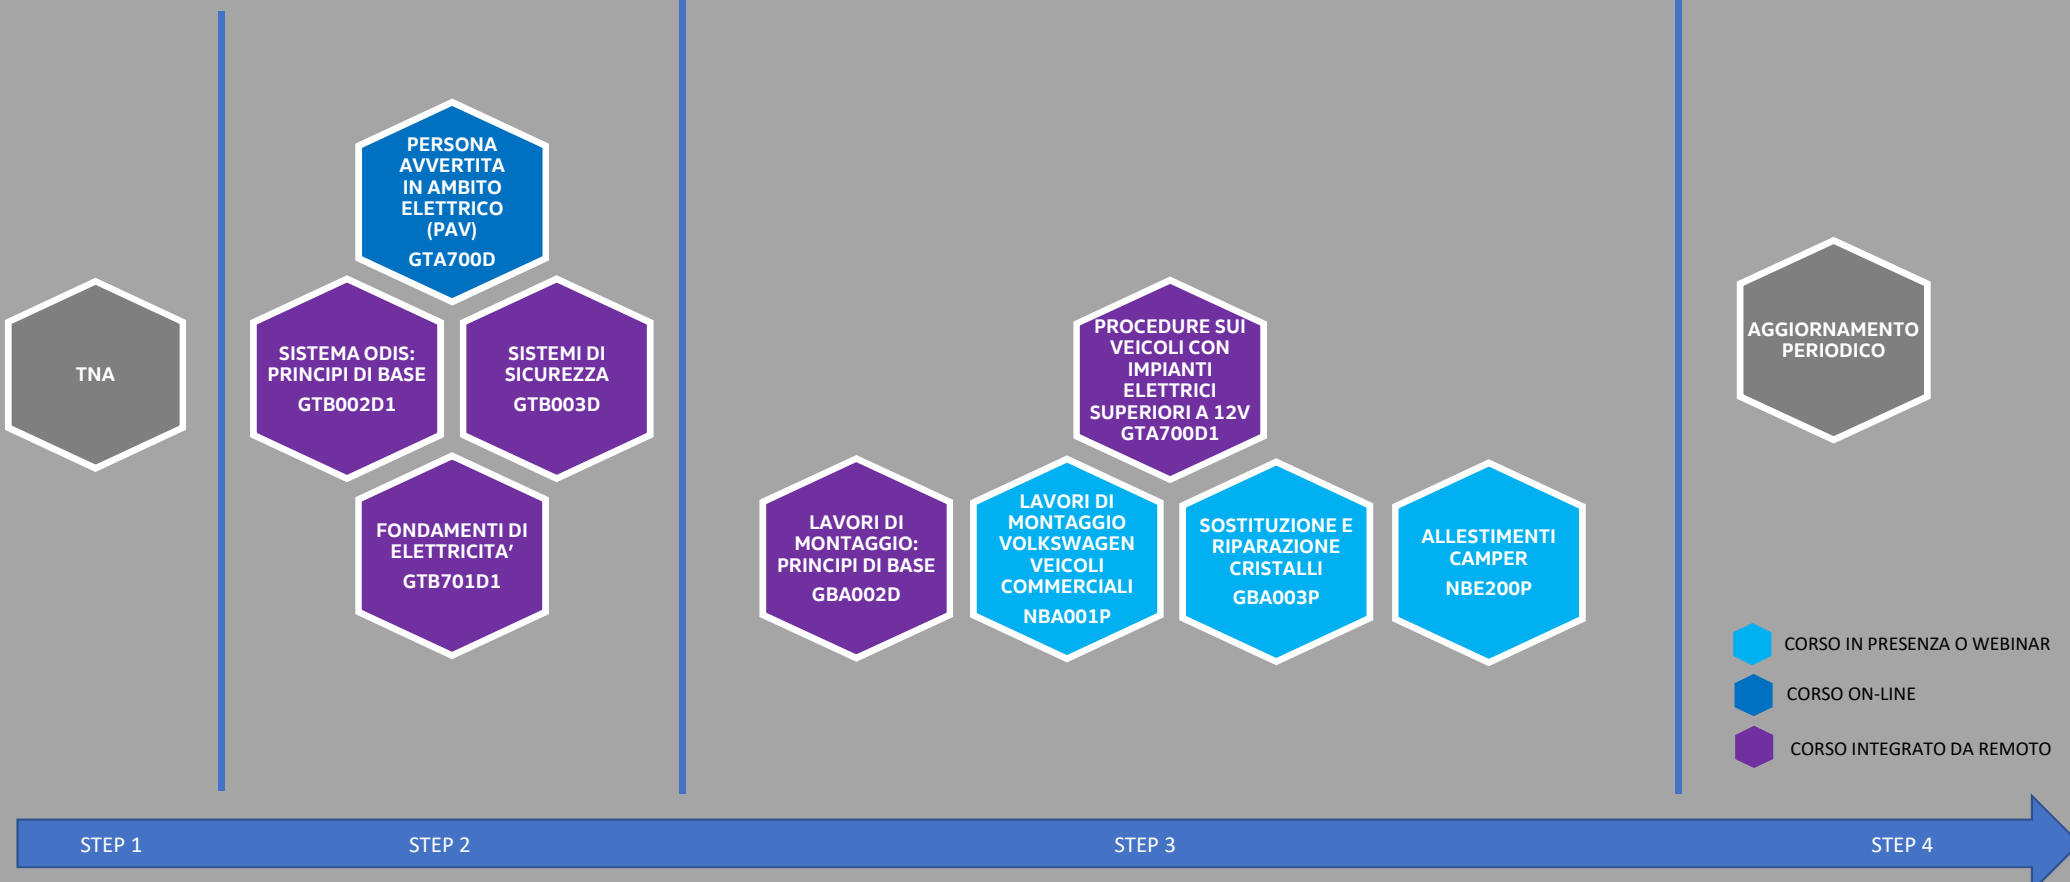 TNA
PERSONA
AVVERTITA
IN AMBITO
ELETTRICO
(PAV)
GTA700D
SISTEMA ODIS:
PRINCIPI DI BASE
GTB002D1
SISTEMI DI
SICUREZZA
GTB003D
FONDAMENTI DI
ELETTRICITA’
GTB701D1
PROCEDURE SUI
VEICOLI CON
IMPIANTI
ELETTRICI
SUPERIORI A 12V
GTA700D1
LAVORI DI
MONTAGGIO:
PRINCIPI DI BASE
GBA002D
LAVORI DI
MONTAGGIO
VOLKSWAGEN
VEICOLI
COMMERCIALI
NBA001P
SOSTITUZIONE E
RIPARAZIONE
CRISTALLI
GBA003P
ALLESTIMENTI
CAMPER
NBE200P
AGGIORNAMENTO
PERIODICO
CORSO IN PRESENZA O WEBINAR
CORSO ON-LINE
CORSO INTEGRATO DA REMOTO
STEP 1
STEP 2
STEP 3
STEP 4